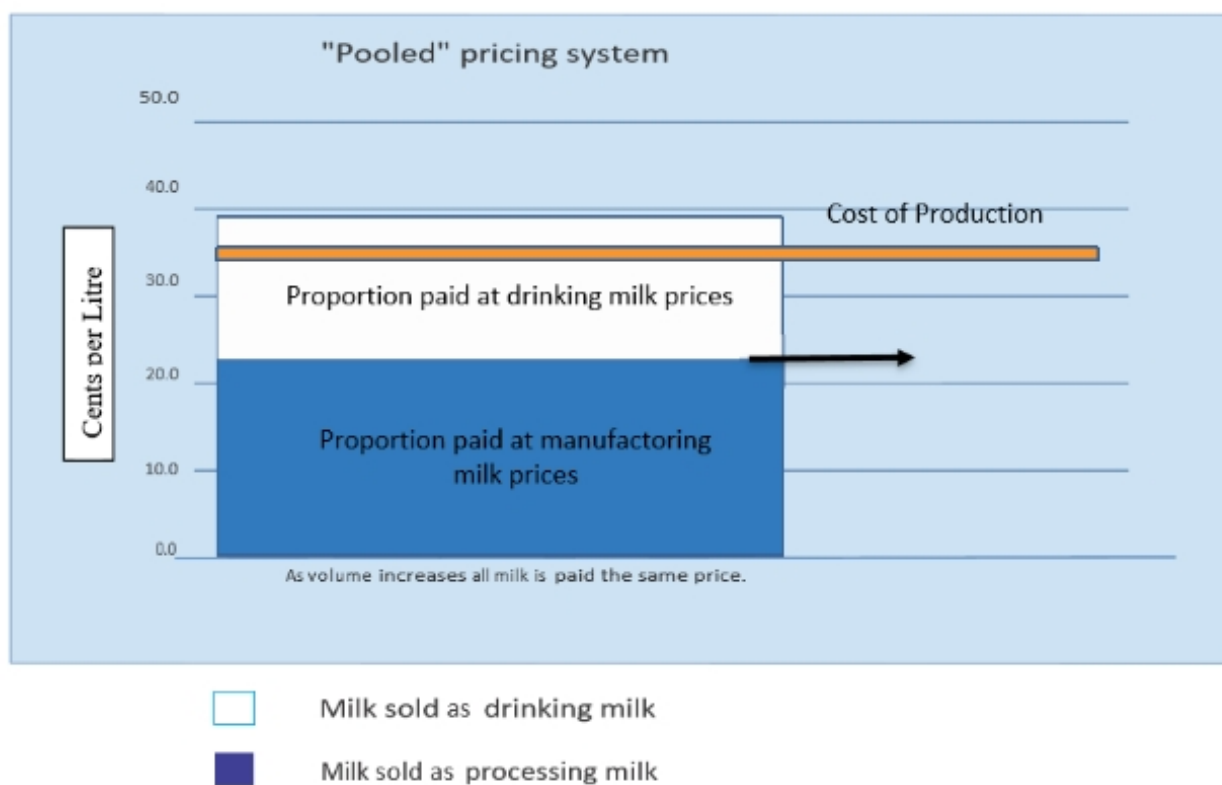 "Pooled" pricing system
50.0
40.0
Cost of Production
30.0
Proportion paid at drinking milk prices
Cents per Litre
20.0
Proportion paid at manufactoring
milk prices
10.0
0.0
As volume increases all milk is paid the same price.
Milk sold as drinking milk
Milk sold as processing milk